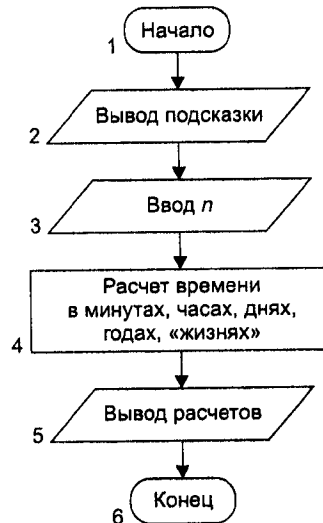 Начало
1
Вывод подсказки
2
Ввод n
3
Расчет времени
в минутах, часах, днях,
годах, «жизнях»
4
Вывод расчетов
5
Конец
6